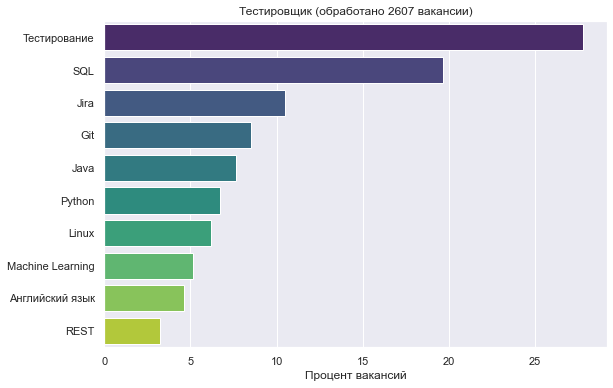 Тестировщик (обработано 2607 вакансии)
Тестирование
SQL
Jira
Git
Java
Python
Linux
Machine Learning
Английский язык
REST
0 5 10 15 20 25
Процент вакансий